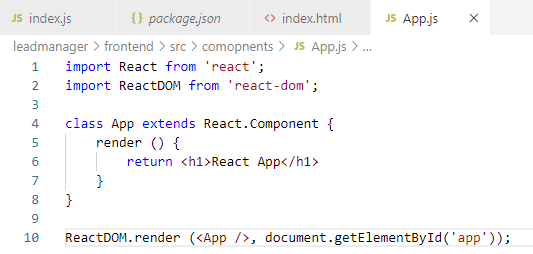 JS index.js {} package.json <> index.html JS App.js ×
leadmanager > frontend > src > comopnents > JS App.js > ...
1 import React from 'react';
2 import ReactDOM from 'react-dom';
3
4 class App extends React.Component {
5 render () {
6 return <h1>React App</h1>
7 }
8 }
9
10 ReactDOM.render (<App />, document.getElementById('app'));